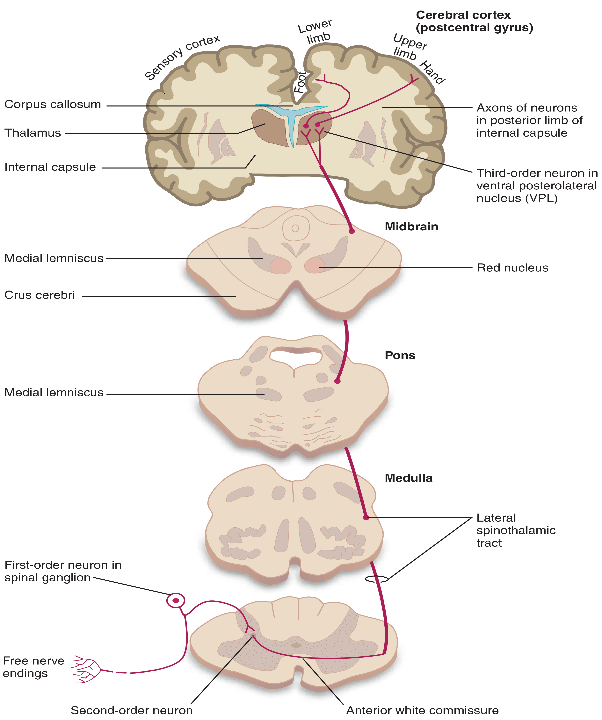 Cerebral cortex
(postcentral gyrus)
Lower
limb
Upper
limb
Hand
Foot
Sensory cortex
Corpus callosum
Thalamus
Internal capsule
Axons of neurons
in posterior limb of
internal capsule
Third-order neuron in
ventral posterolateral
nucleus (VPL)
Midbrain
Medial lemniscus
Red nucleus
Crus cerebri
Pons
Medial lemniscus
Medulla
Lateral
spinothalamic
tract
First-order neuron in
spinal ganglion
Free nerve
endings
Second-order neuron
Anterior white commissure